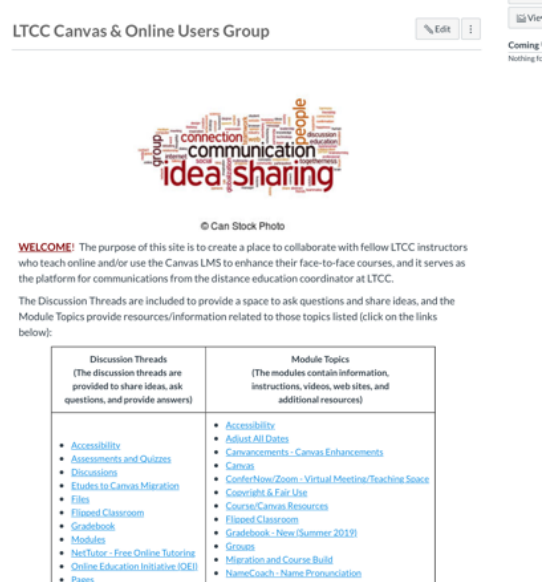 LTCC Canvas & Online Users Group
Edit
View
Coming
Nothing fo
people
connection
discussion
education
group
communication
internet
social
togetherness
idea sharing
© Can Stock Photo
WELCOME! The purpose of this site is to create a place to collaborate with fellow LTCC instructors
who teach online and/or use the Canvas LMS to enhance their face-to-face courses, and it serves as
the platform for communications from the distance education coordinator at LTCC.
The Discussion Threads are included to provide a space to ask questions and share ideas, and the
Module Topics provide resources/information related to those topics listed (click on the links
below):
Discussion Threads
(The discussion threads are
provided to share ideas, ask
questions, and provide answers)
Module Topics
(The modules contain information,
instructions, videos, web sites, and
additional resources)
Accessibility
Assessments and Quizzes
Discussions
Etudes to Canvas Migration
Files
Flipped Classroom
Gradebook
Modules
NetTutor - Free Online Tutoring
Online Education Initiative (OEI)
Pages
Accessibility
Adjust All Dates
Canvancements - Canvas Enhancements
Canvas
ConferNow/Zoom - Virtual Meeting/Teaching Space
Copyright & Fair Use
Course/Canvas Resources
Flipped Classroom
Gradebook - New (Summer 2019)
Groups
Migration and Course Build
NameCoach - Name Pronunciation